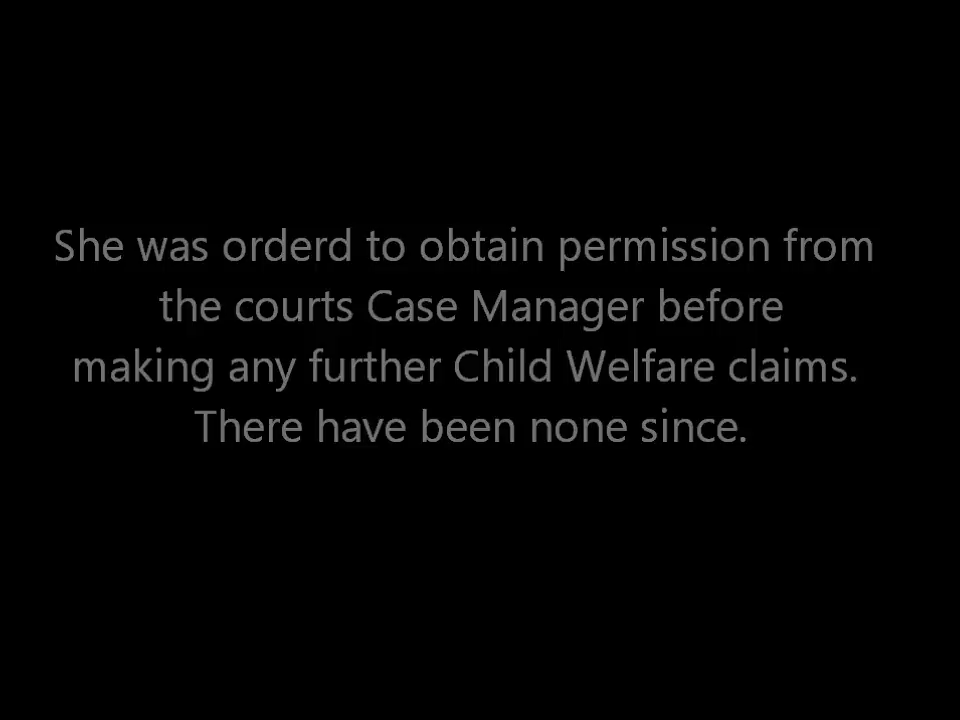 She was orderd to obtain permission from
the courts Case Manager before
making any further Child Welfare claims.
There have been none since.